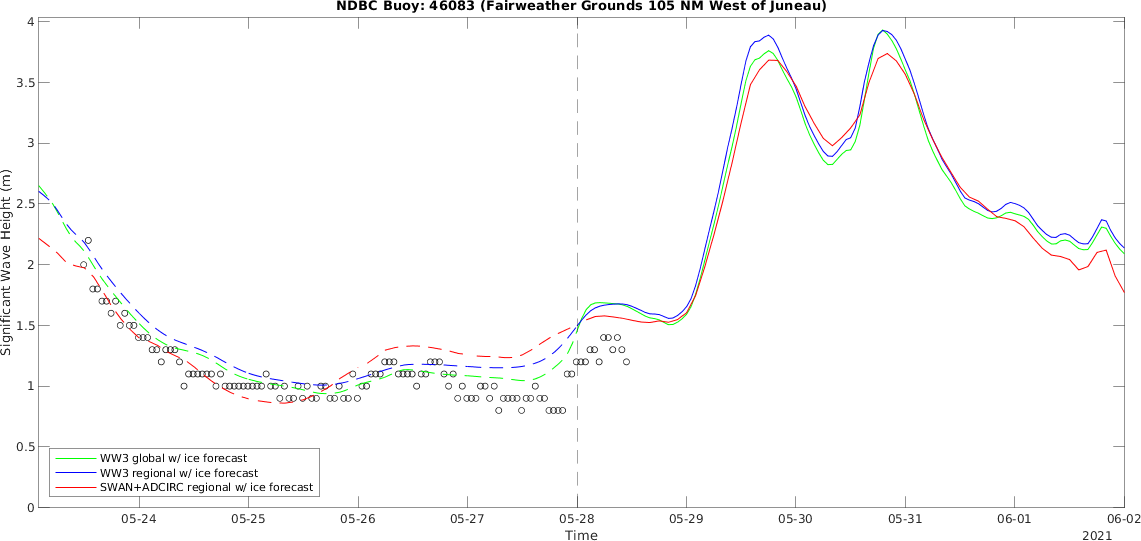 NDBC Buoy: 46083 (Fairweather Grounds 105 NM West of Juneau)
4
3.5
3
2.5
2
1.5
1
0.5
0
Significant Wave Height (m)
WW3 global w/ ice forecast
WW3 regional w/ ice forecast
SWAN+ADCIRC regional w/ ice forecast
05-24 05-25 05-26 05-27 05-28 05-29 05-30 05-31 06-01 06-02
Time
2021